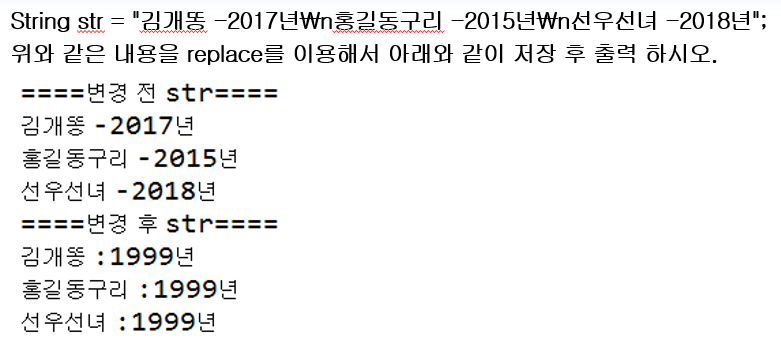 String str = "김개똥 -2017년₩n홍길동구리 -2015년₩n선우선녀 -2018년";
위와 같은 내용을 replace를 이용해서 아래와 같이 저장 후 출력 하시오.
====변경 전 str====
김개똥 -2017년
홍길동구리 -2015년
선우선녀 -2018년
====변경 후 str====
김개똥 :1999년
홍길동구리 :1999년
선우선녀 :1999년